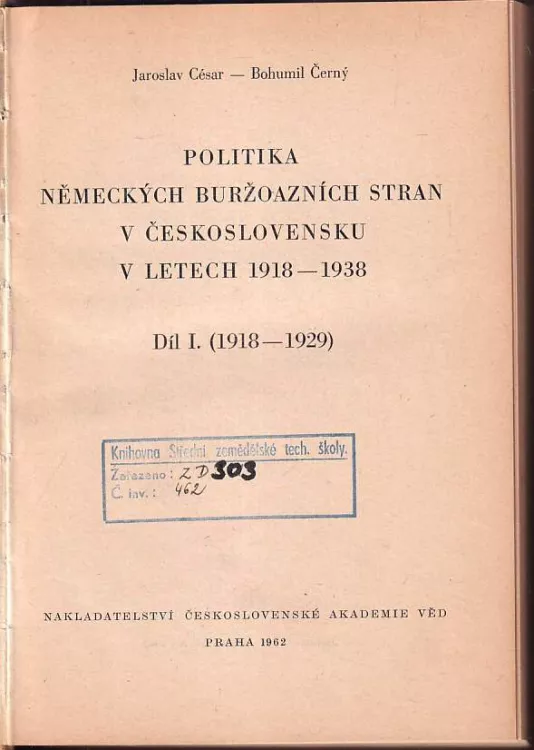 Jaroslav César — Bohumil Černý
POLITIKA
NĚMECKÝCH BURŽOAZNÍCH STRAN
V ČESKOSLOVENSKU
V LETECH 1918—1938
Díl I. (1918—1929)
Knihovna Střední zemědělské tech. školy.
Zařazeno: ZD 303
Č. inv.: 462
NAKLADATELSTVÍ ČESKOSLOVENSKÉ AKADEMIE VĚD
PRAHA 1962